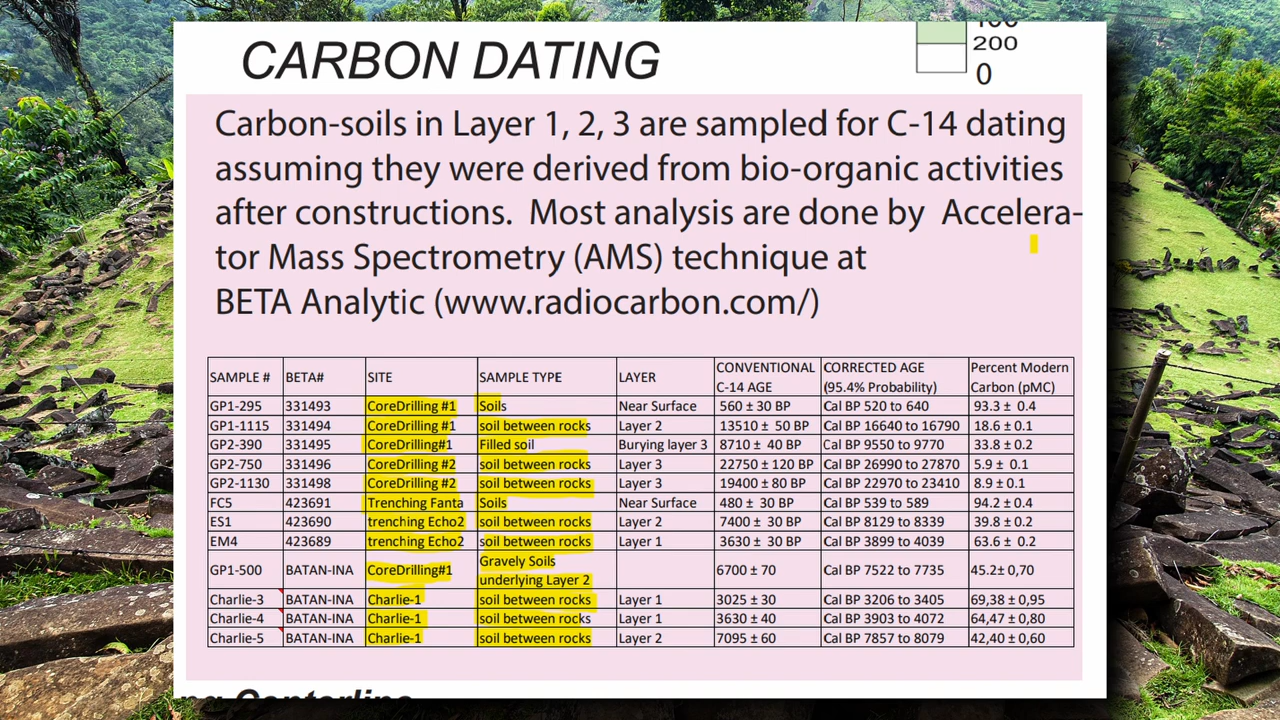 CARBON DATING
200
0
Carbon-soils in Layer 1, 2, 3 are sampled for C-14 dating
assuming they were derived from bio-organic activities
after constructions. Most analysis are done by Accelera-
tor Mass Spectrometry (AMS) technique at
BETA Analytic (www.radiocarbon.com/)
SAMPLE # BETA# SITE SAMPLE TYPE LAYER CONVENTIONAL C-14 AGE CORRECTED AGE (95.4% Probability) Percent Modern Carbon (pMC)
GP1-295 331493 CoreDrilling #1 Soils Near Surface 560 ± 30 BP Cal BP 520 to 640 93.3 ± 0.4
GP1-1115 331494 CoreDrilling #1 soil between rocks Layer 2 13510 ± 50 BP Cal BP 16640 to 16790 18.6 ± 0.1
GP2-390 331495 CoreDrilling#1 Filled soil Burying layer 3 8710 ± 40 BP Cal BP 9550 to 9770 33.8 ± 0.2
GP2-750 331496 CoreDrilling #2 soil between rocks Layer 3 22750 ± 120 BP Cal BP 26990 to 27870 5.9 ± 0.1
GP2-1130 331498 CoreDrilling #2 soil between rocks Layer 3 19400 ± 80 BP Cal BP 22970 to 23410 8.9 ± 0.1
FC5 423691 Trenching Fanta Soils Near Surface 480 ± 30 BP Cal BP 539 to 589 94.2 ± 0.4
ES1 423690 trenching Echo2 soil between rocks Layer 2 7400 ± 30 BP Cal BP 8129 to 8339 39.8 ± 0.2
EM4 423689 trenching Echo2 soil between rocks Layer 1 3630 ± 30 BP Cal BP 3899 to 4039 63.6 ± 0.2
GP1-500 BATAN-INA CoreDrilling#1 Gravely Soils underlying Layer 2 6700 ± 70 Cal BP 7522 to 7735 45.2± 0,70
Charlie-3 BATAN-INA Charlie-1 soil between rocks Layer 1 3025 ± 30 Cal BP 3206 to 3405 69,38 ± 0,95
Charlie-4 BATAN-INA Charlie-1 soil between rocks Layer 1 3630 ± 40 Cal BP 3903 to 4072 64,47 ± 0,80
Charlie-5 BATAN-INA Charlie-1 soil between rocks Layer 2 7095 ± 60 Cal BP 7857 to 8079 42,40 ± 0,60